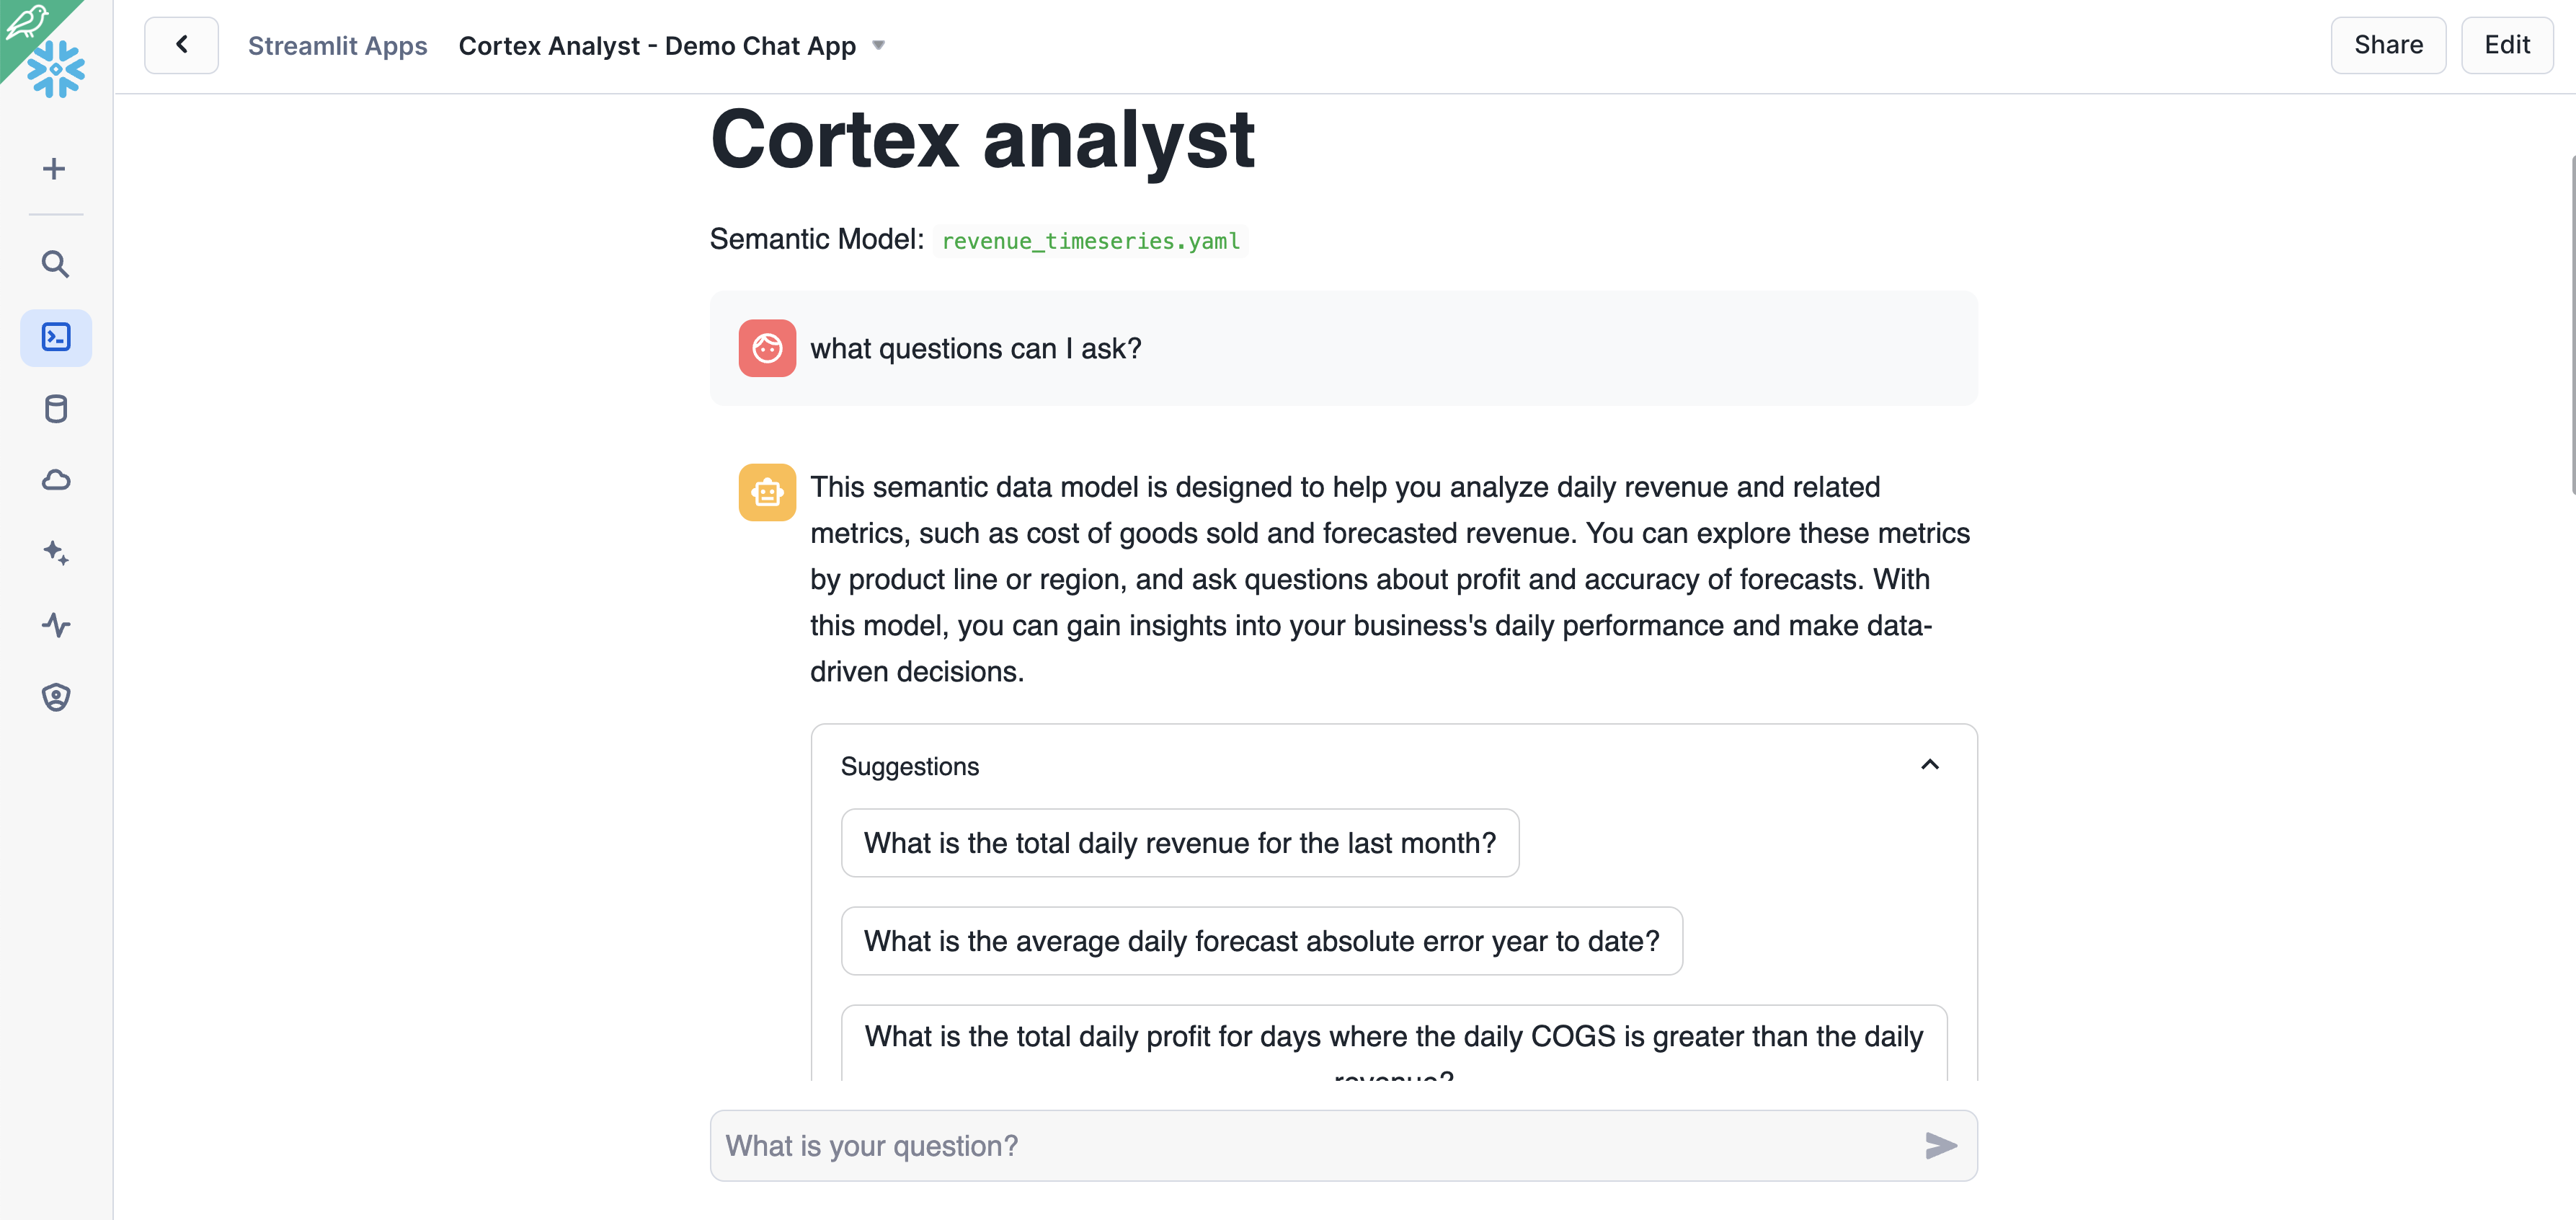 Streamlit Apps Cortex Analyst - Demo Chat App
Share
Edit
Cortex analyst
Semantic Model: revenue_timeseries.yaml
what questions can I ask?
This semantic data model is designed to help you analyze daily revenue and related
metrics, such as cost of goods sold and forecasted revenue. You can explore these metrics
by product line or region, and ask questions about profit and accuracy of forecasts. With
this model, you can gain insights into your business's daily performance and make data-
driven decisions.
Suggestions
What is the total daily revenue for the last month?
What is the average daily forecast absolute error year to date?
What is the total daily profit for days where the daily COGS is greater than the daily
revenue?
What is your question?